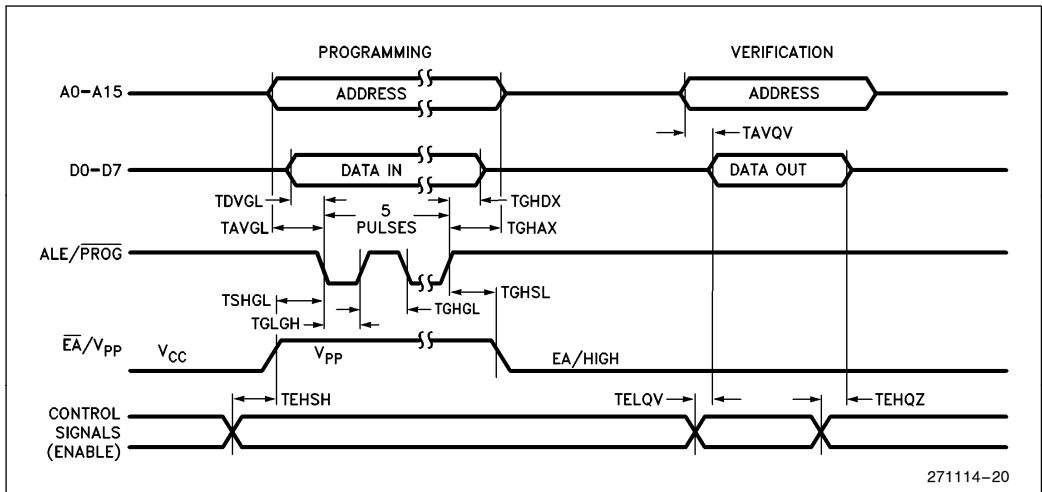 PROGRAMMING VERIFICATION
A0–A15 ADDRESS ADDRESS
TAVQV
D0–D7 DATA IN DATA OUT
TDVGL 5 TGHDX
TAVGL PULSES TGHAX
ALE/PROG
TSHGL TGHSL
TGLGH TGHGL
EA/VPP VCC VPP EA/HIGH
TEHSH TELQV TEHQZ
CONTROL
SIGNALS
(ENABLE)
271114–20